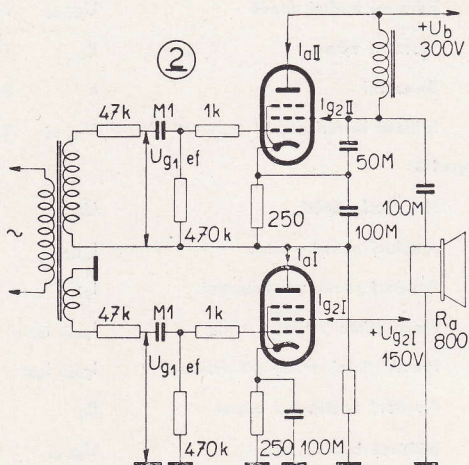 2
+Ub
300V
IaII
Ig2II
47k
M1
1k
Ug1 ef
470k
250
50M
100M
100M
~
IaI
Ig2I
+Ug2I
150V
Ra
800
47k
M1
1k
Ug1 ef
470k
250
100M